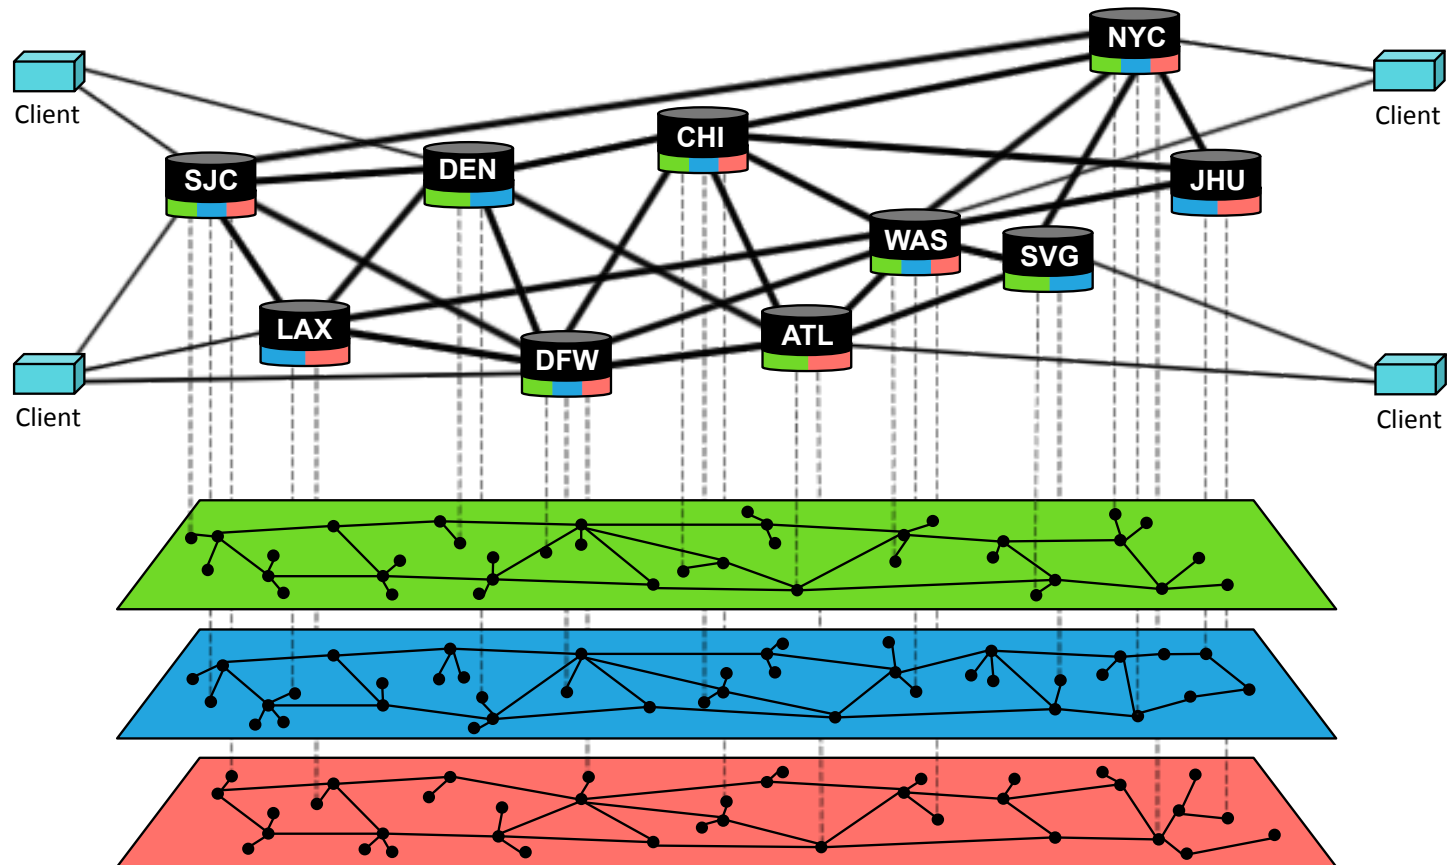 NYC
Client
Client
CHI
DEN
SJC
JHU
WAS
SVG
LAX
ATL
DFW
Client
Client